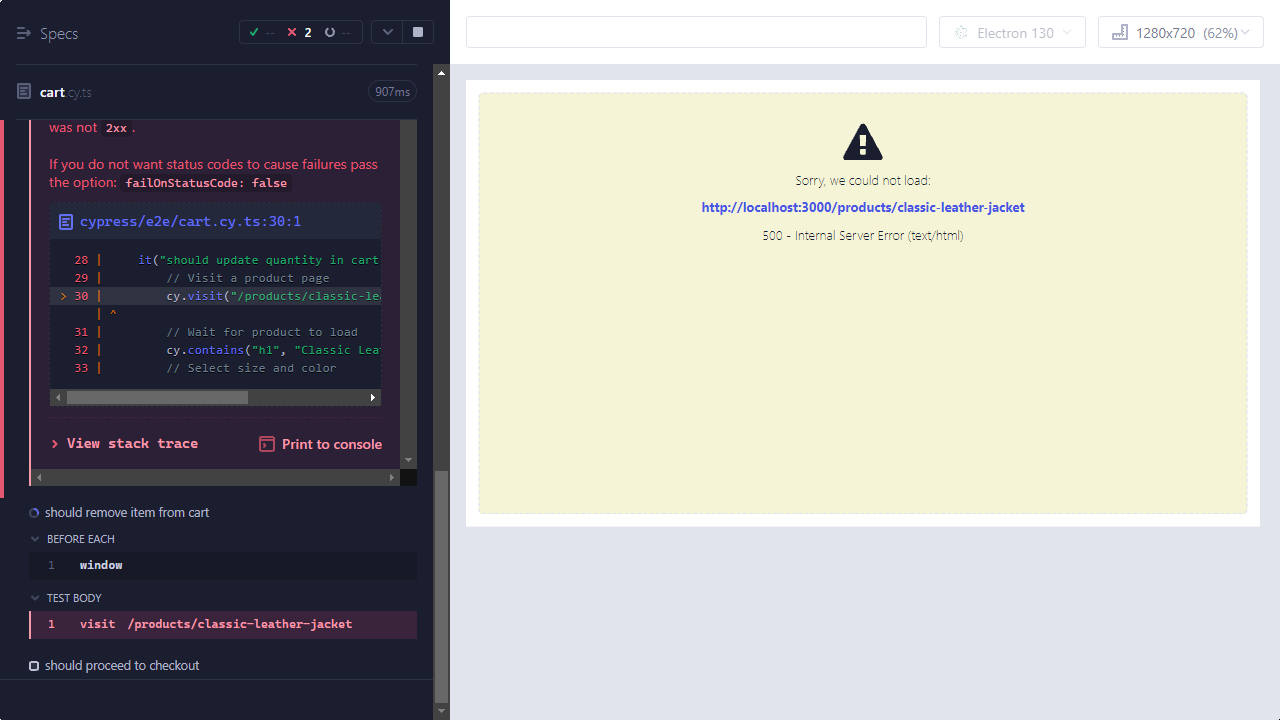 Specs
-- 2 --
cart.cy.ts
907ms
was not 2xx.
If you do not want status codes to cause failures pass
the option: failOnStatusCode: false
cypress/e2e/cart.cy.ts:30:1
28 | it("should update quantity in cart
29 | // Visit a product page
> 30 | cy.visit("/products/classic-lea
| ^
31 | // Wait for product to load
32 | cy.contains("h1", "Classic Leat
33 | // Select size and color
View stack trace
Print to console
should remove item from cart
BEFORE EACH
1 window
TEST BODY
1 visit /products/classic-leather-jacket
should proceed to checkout
Electron 130
1280x720 (62%)
Sorry, we could not load:
http://localhost:3000/products/classic-leather-jacket
500 - Internal Server Error (text/html)